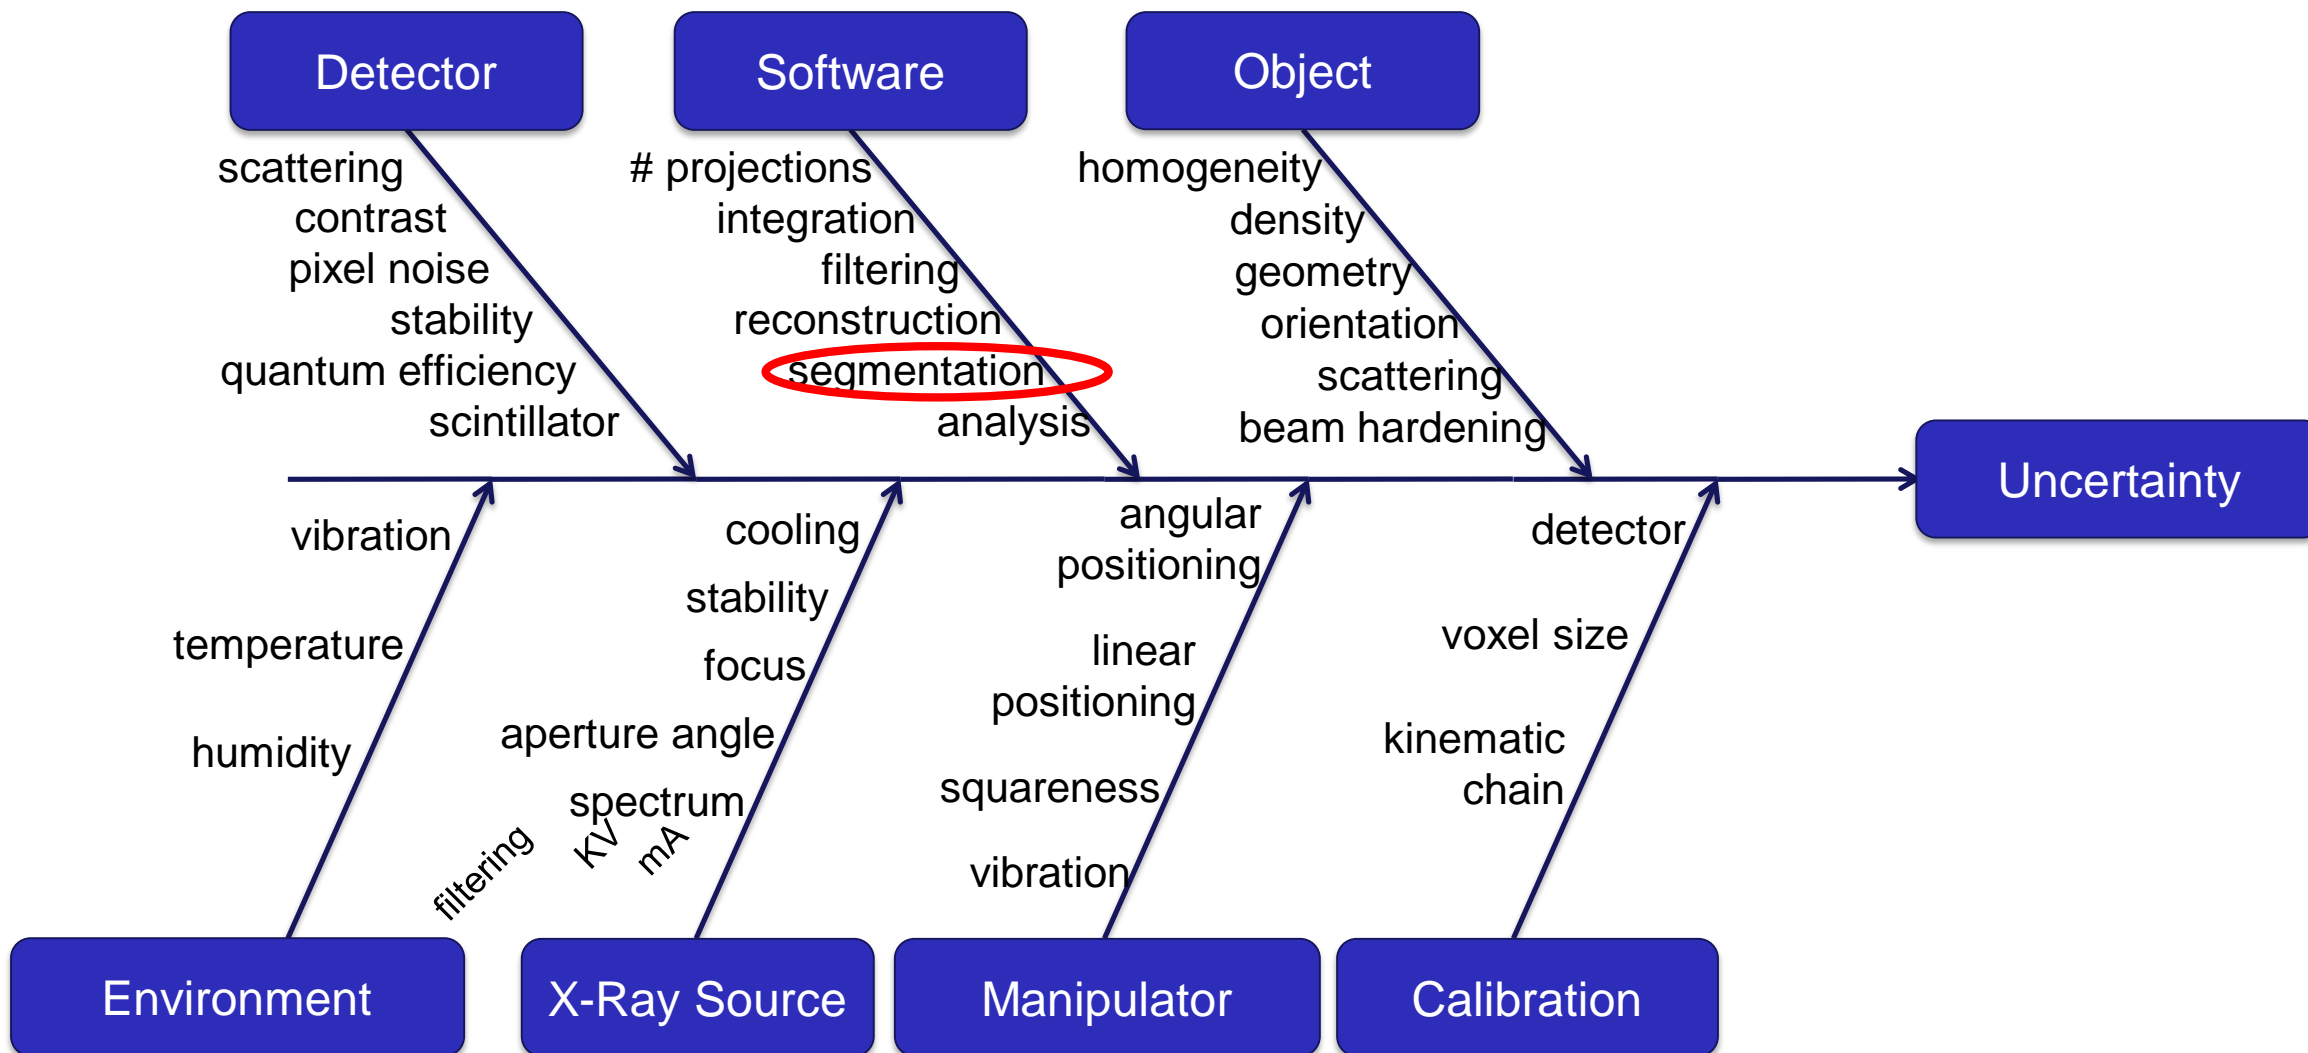 Detector
Software
Object
scattering
contrast
pixel noise
stability
quantum efficiency
scintillator
# projections
integration
filtering
reconstruction
segmentation
analysis
homogeneity
density
geometry
orientation
scattering
beam hardening
Uncertainty
vibration
temperature
humidity
cooling
stability
focus
aperture angle
spectrum
filtering
KV
mA
angular
positioning
linear
positioning
squareness
vibration
detector
voxel size
kinematic
chain
Environment
X-Ray Source
Manipulator
Calibration